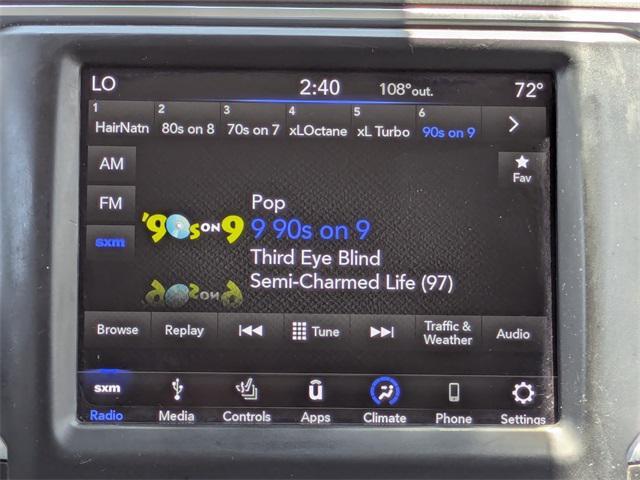 LO 2:40 108°out. 72°
1 2 3 4 5 6
HairNatn 80s on 8 70s on 7 xLOctane xL Turbo 90s on 9
AM
FM
sxm
Fav
'90s ON 9
Pop
9 90s on 9
Third Eye Blind
Semi-Charmed Life (97)
Browse Replay Tune Traffic & Weather Audio
sxm
Radio Media Controls Apps Climate Phone Settings